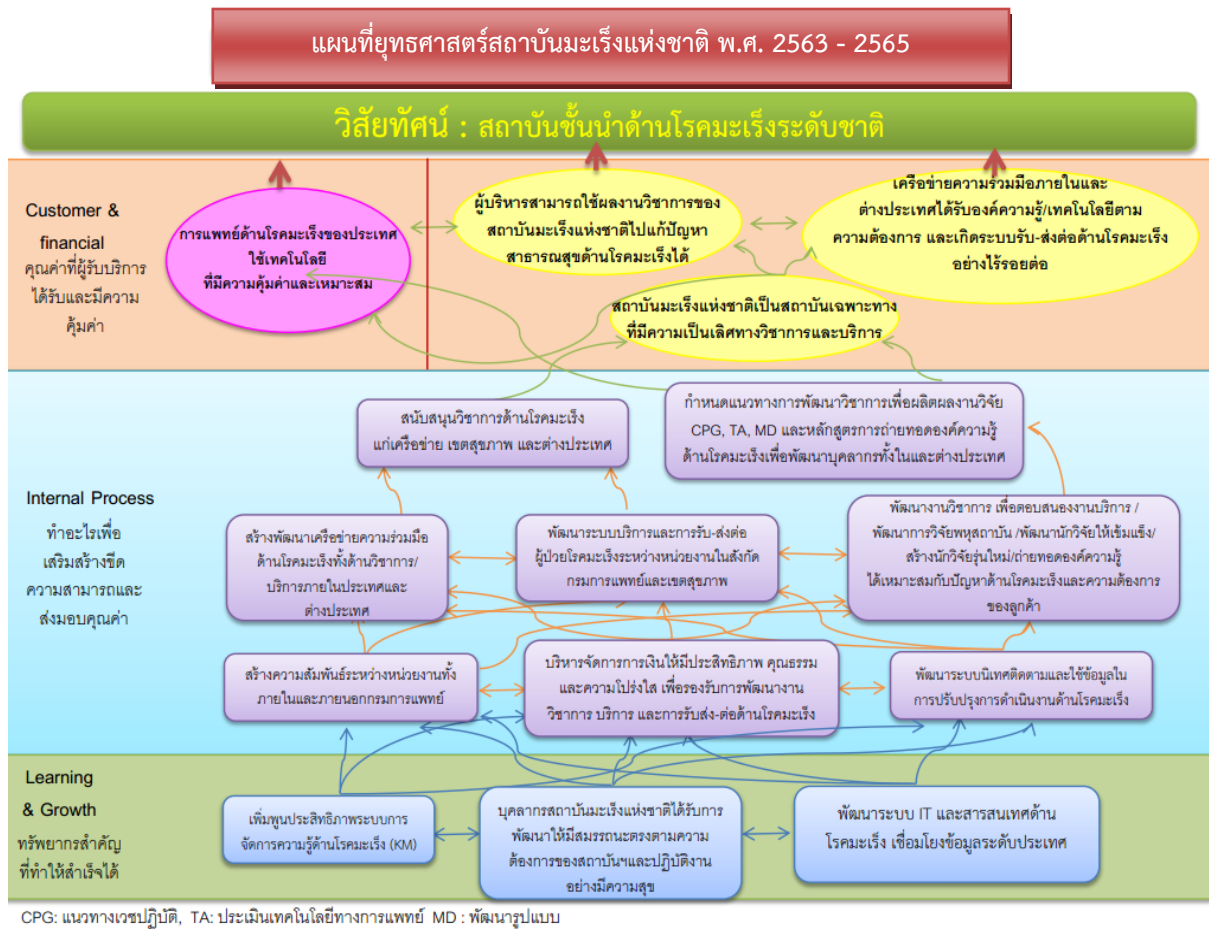 แผนที่ยุทธศาสตร์สถาบันมะเร็งแห่งชาติ พ.ศ. 2563 - 2565
วิสัยทัศน์ : สถาบันชั้นนำด้านโรคมะเร็งระดับชาติ
Customer &
financial
คุณค่าที่ผู้รับบริการ
ได้รับและมีความ
คุ้มค่า
การแพทย์ด้านโรคมะเร็งของประเทศ
ใช้เทคโนโลยี
ที่มีความคุ้มค่าและเหมาะสม
ผู้บริหารสามารถใช้ผลงานวิชาการของ
สถาบันมะเร็งแห่งชาติไปแก้ปัญหา
สาธารณสุขด้านโรคมะเร็งได้
เครือข่ายความร่วมมือภายในและ
ต่างประเทศได้รับองค์ความรู้/เทคโนโลยีตาม
ความต้องการ และเกิดระบบรับ-ส่งต่อด้านโรคมะเร็ง
อย่างไร้รอยต่อ
สถาบันมะเร็งแห่งชาติเป็นสถาบันเฉพาะทาง
ที่มีความเป็นเลิศทางวิชาการและบริการ
Internal Process
ทำอะไรเพื่อ
เสริมสร้างขีด
ความสามารถและ
ส่งมอบคุณค่า
สนับสนุนวิชาการด้านโรคมะเร็ง
แก่เครือข่าย เขตสุขภาพ และต่างประเทศ
กำหนดแนวทางการพัฒนาวิชาการเพื่อผลิตผลงานวิจัย
CPG, TA, MD และหลักสูตรการถ่ายทอดองค์ความรู้
ด้านโรคมะเร็งเพื่อพัฒนาบุคลากรทั้งในและต่างประเทศ
สร้างพัฒนาเครือข่ายความร่วมมือ
ด้านโรคมะเร็งทั้งด้านวิชาการ/
บริการภายในประเทศและ
ต่างประเทศ
พัฒนาระบบบริการและการรับ-ส่งต่อ
ผู้ป่วยโรคมะเร็งระหว่างหน่วยงานในสังกัด
กรมการแพทย์และเขตสุขภาพ
พัฒนางานวิชาการ เพื่อตอบสนองงานบริการ /
พัฒนาการวิจัยพหุสถาบัน /พัฒนานักวิจัยให้เข้มแข็ง/
สร้างนักวิจัยรุ่นใหม่/ถ่ายทอดองค์ความรู้
ได้เหมาะสมกับปัญหาด้านโรคมะเร็งและความต้องการ
ของลูกค้า
สร้างความสัมพันธ์ระหว่างหน่วยงานทั้ง
ภายในและภายนอกกรมการแพทย์
บริหารจัดการการเงินให้มีประสิทธิภาพ คุณธรรม
และความโปร่งใส เพื่อรองรับการพัฒนางาน
วิชาการ บริการ และการรับส่ง-ต่อด้านโรคมะเร็ง
พัฒนาระบบนิเทศติดตามและใช้ข้อมูลใน
การปรับปรุงการดำเนินงานด้านโรคมะเร็ง
Learning
& Growth
ทรัพยากรสำคัญ
ที่ทำให้สำเร็จได้
เพิ่มพูนประสิทธิภาพระบบการ
จัดการความรู้ด้านโรคมะเร็ง (KM)
บุคลากรสถาบันมะเร็งแห่งชาติได้รับการ
พัฒนาให้มีสมรรถนะตรงตามความ
ต้องการของสถาบันฯและปฏิบัติงาน
อย่างมีความสุข
พัฒนาระบบ IT และสารสนเทศด้าน
โรคมะเร็ง เชื่อมโยงข้อมูลระดับประเทศ
CPG: แนวทางเวชปฏิบัติ, TA: ประเมินเทคโนโลยีทางการแพทย์ MD : พัฒนารูปแบบ